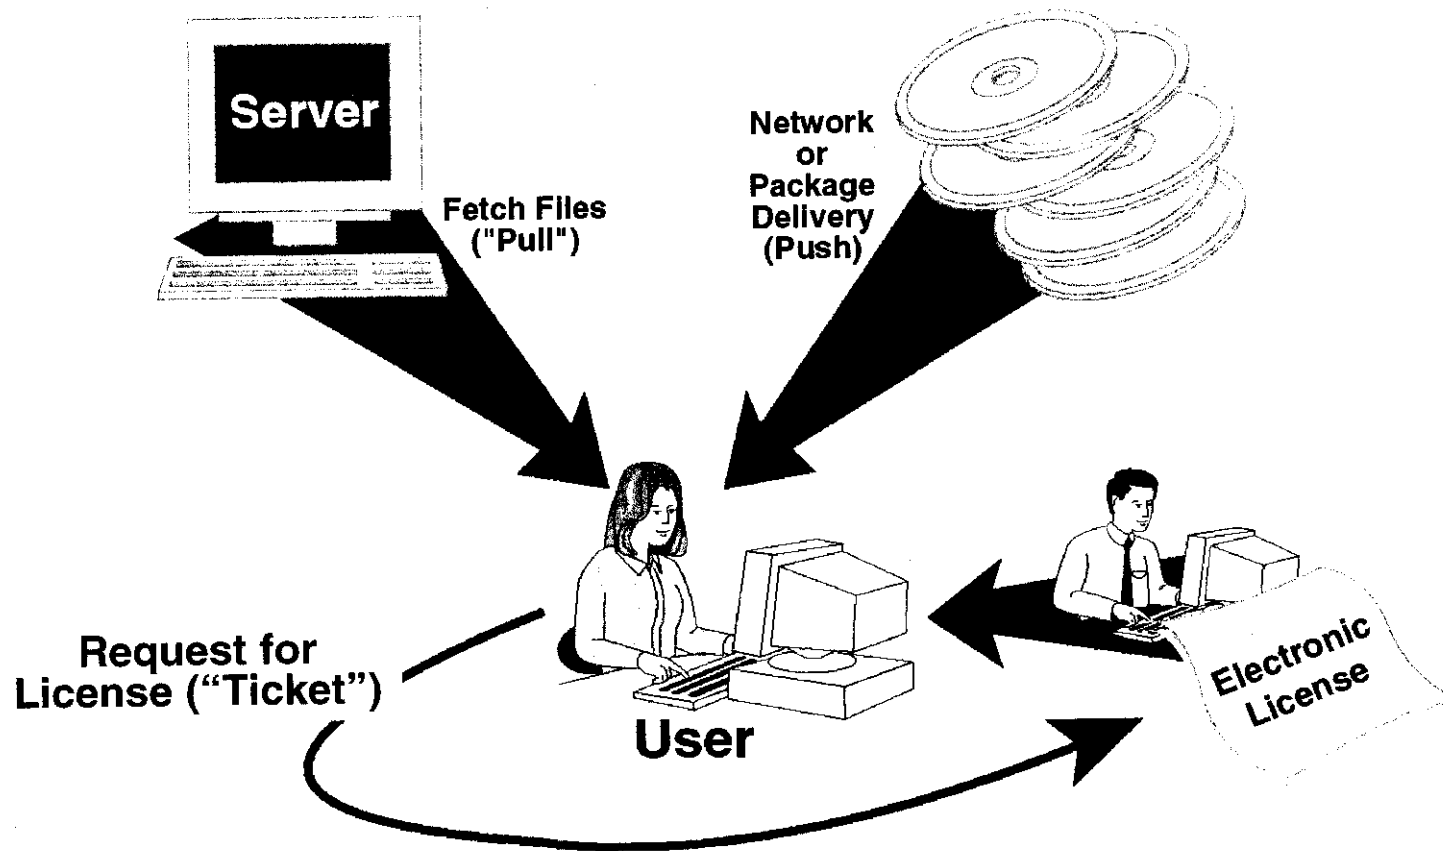 Server
Fetch Files
("Pull")
Network
or
Package
Delivery
(Push)
Request for
License (“Ticket”)
User
Electronic
License